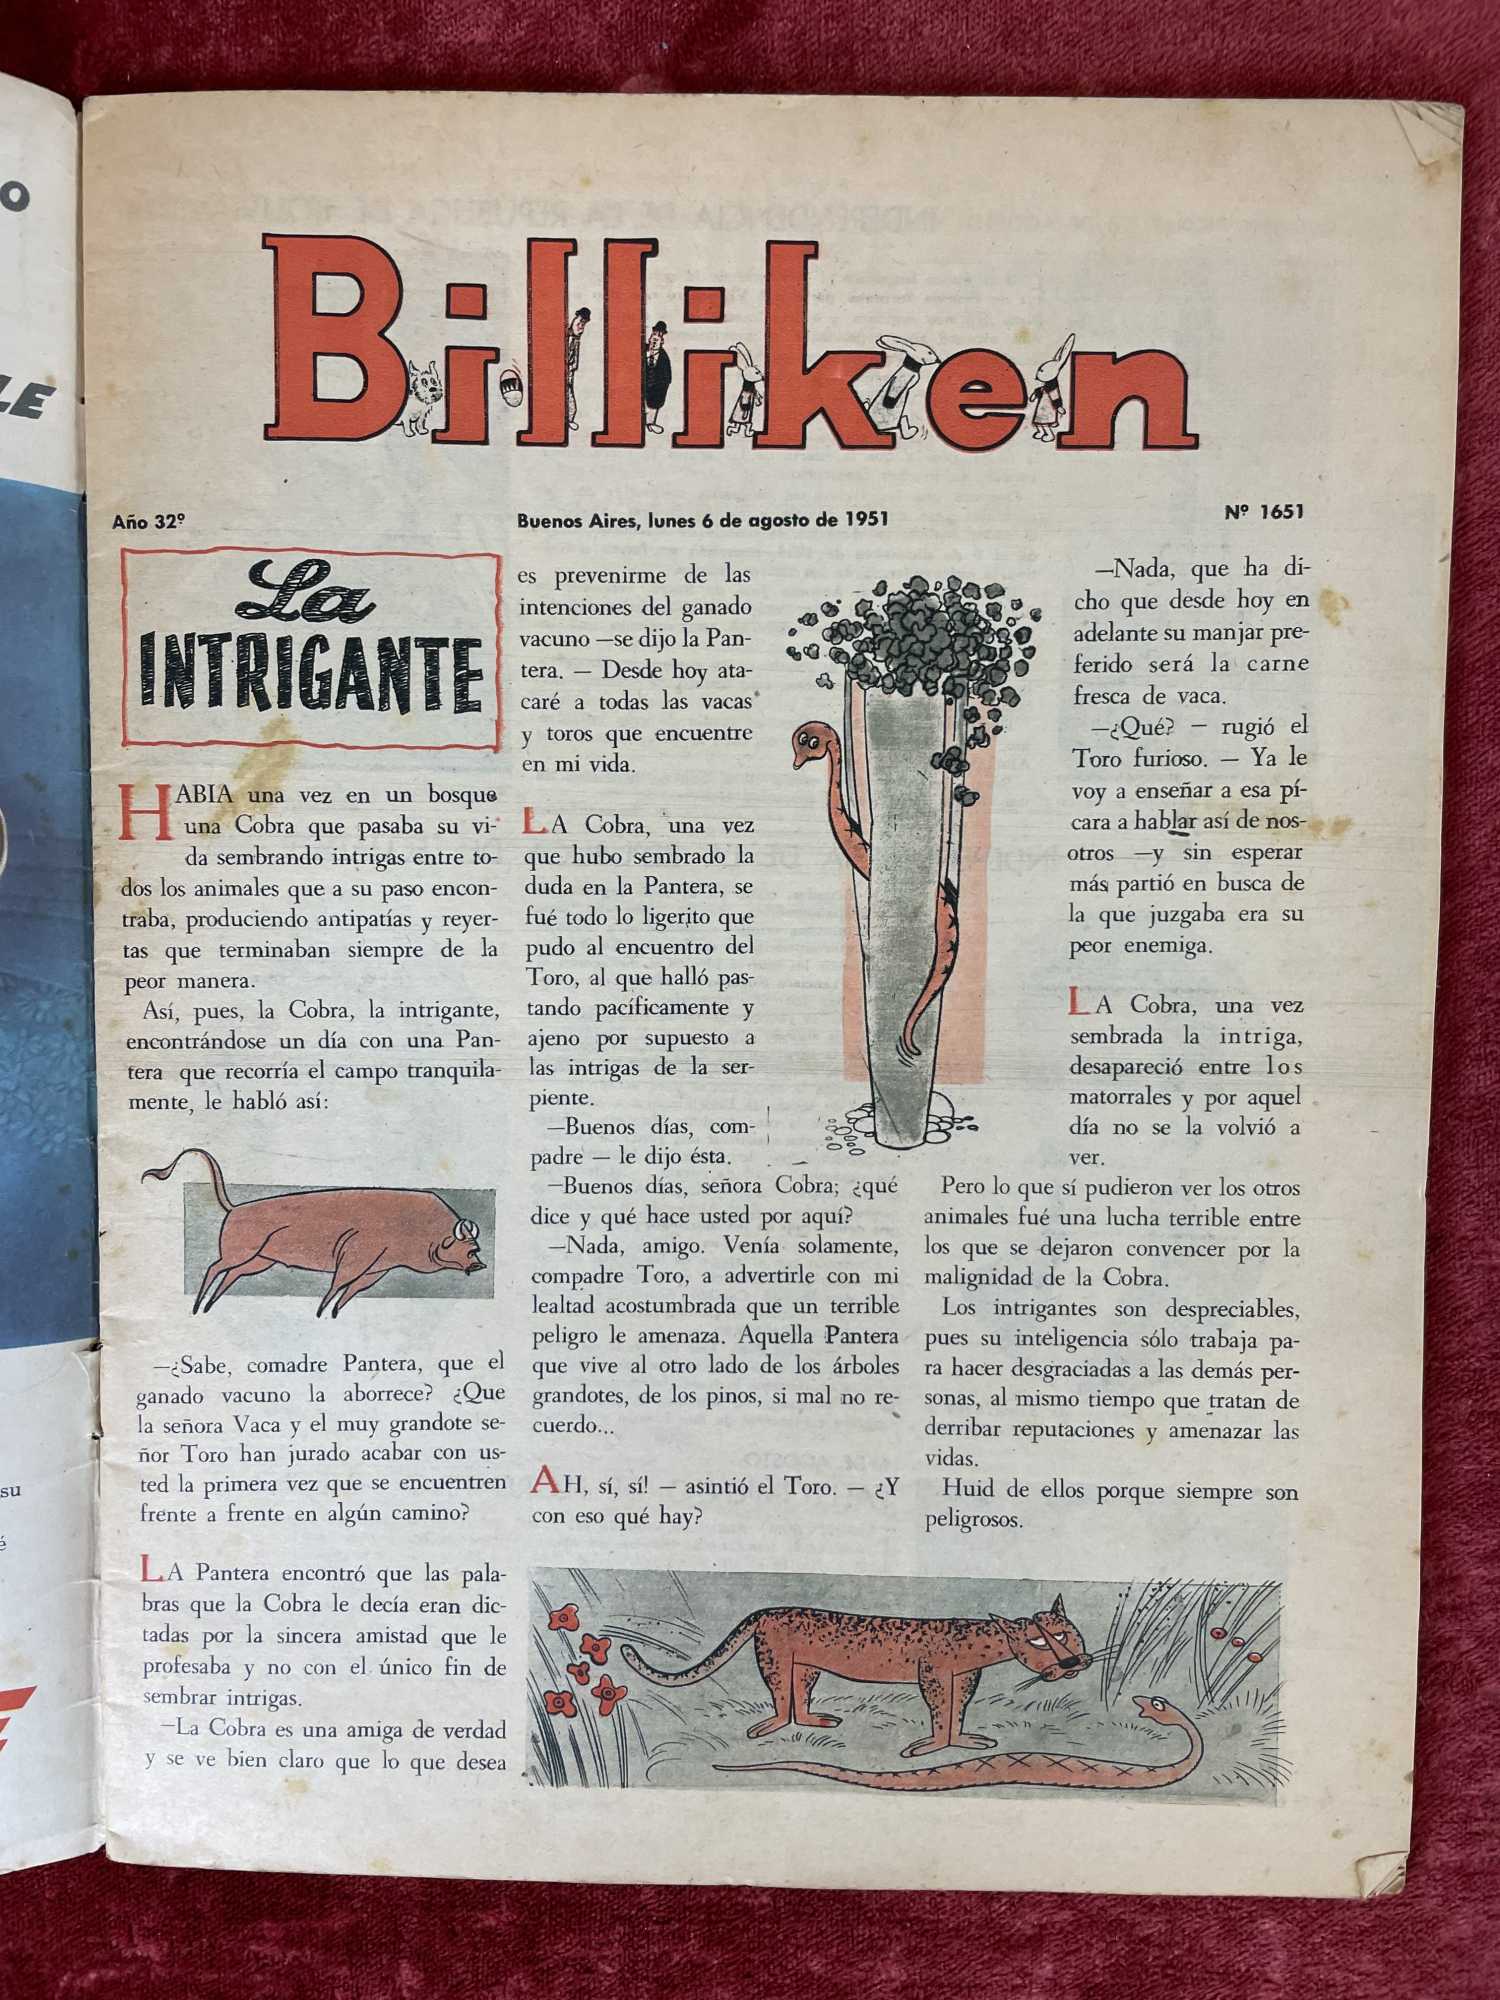 O
LE
su
é
Billiken
Año 32º
Buenos Aires, lunes 6 de agosto de 1951
Nº 1651
La
INTRIGANTE
HABIA una vez en un bosque
una Cobra que pasaba su vi-
da sembrando intrigas entre to-
dos los animales que a su paso encon-
traba, produciendo antipatías y reyer-
tas que terminaban siempre de la
peor manera.
Así, pues, la Cobra, la intrigante,
encontrándose un día con una Pan-
tera que recorría el campo tranquila-
mente, le habló así:
—¿Sabe, comadre Pantera, que el
ganado vacuno la aborrece? ¿Que
la señora Vaca y el muy grandote se-
ñor Toro han jurado acabar con us-
ted la primera vez que se encuentren
frente a frente en algún camino?
LA Pantera encontró que las pala-
bras que la Cobra le decía eran dic-
tadas por la sincera amistad que le
profesaba y no con el único fin de
sembrar intrigas.
—La Cobra es una amiga de verdad
y se ve bien claro que lo que desea
es prevenirme de las
intenciones del ganado
vacuno —se dijo la Pan-
tera. — Desde hoy ata-
caré a todas las vacas
y toros que encuentre
en mi vida.
LA Cobra, una vez
que hubo sembrado la
duda en la Pantera, se
fué todo lo ligerito que
pudo al encuentro del
Toro, al que halló pas-
tando pacíficamente y
ajeno por supuesto a
las intrigas de la ser-
piente.
—Buenos días, com-
padre — le dijo ésta.
—Buenos días, señora Cobra; ¿qué
dice y qué hace usted por aquí?
—Nada, amigo. Venía solamente,
compadre Toro, a advertirle con mi
lealtad acostumbrada que un terrible
peligro le amenaza. Aquella Pantera
que vive al otro lado de los árboles
grandotes, de los pinos, si mal no re-
cuerdo...
AH, sí, sí! — asintió el Toro. — ¿Y
con eso qué hay?
—Nada, que ha di-
cho que desde hoy en
adelante su manjar pre-
ferido será la carne
fresca de vaca.
—¿Qué? — rugió el
Toro furioso. — Ya le
voy a enseñar a esa pí-
cara a hablar así de nos-
otros —y sin esperar
más partió en busca de
la que juzgaba era su
peor enemiga.
LA Cobra, una vez
sembrada la intriga,
desapareció entre los
matorrales y por aquel
día no se la volvió a
ver.
Pero lo que sí pudieron ver los otros
animales fué una lucha terrible entre
los que se dejaron convencer por la
malignidad de la Cobra.
Los intrigantes son despreciables,
pues su inteligencia sólo trabaja pa-
ra hacer desgraciadas a las demás per-
sonas, al mismo tiempo que tratan de
derribar reputaciones y amenazar las
vidas.
Huid de ellos porque siempre son
peligrosos.